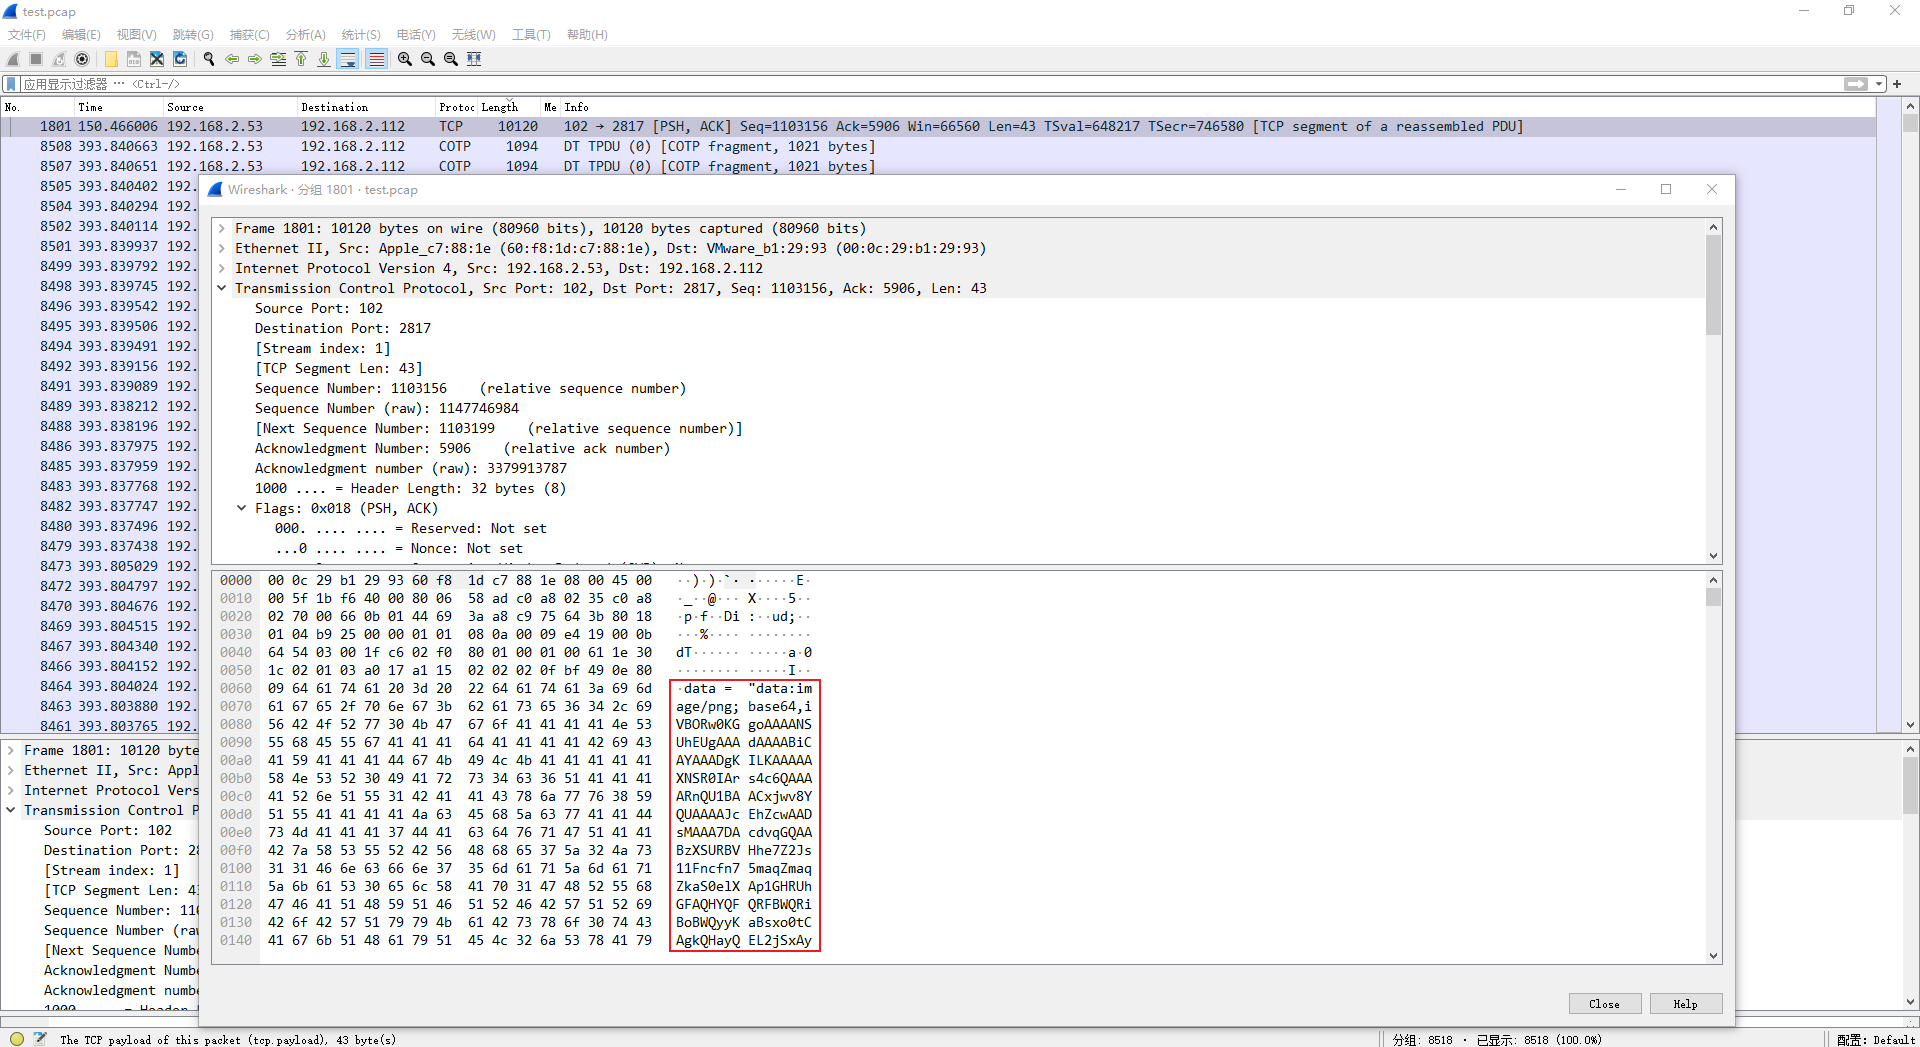 test.pcap
文件(F) 编辑(E) 视图(V) 跳转(G) 捕获(C) 分析(A) 统计(S) 电话(Y) 无线(W) 工具(T) 帮助(H)
应用显示过滤器 … <Ctrl-/>
No. Time Source Destination Protoc Length Me Info
1801 150.466006 192.168.2.53 192.168.2.112 TCP 10120 102 → 2817 [PSH, ACK] Seq=1103156 Ack=5906 Win=66560 Len=43 TSval=648217 TSecr=746580 [TCP segment of a reassembled PDU]
8508 393.840663 192.168.2.53 192.168.2.112 COTP 1094 DT TPDU (0) [COTP fragment, 1021 bytes]
8507 393.840651 192.168.2.53 192.168.2.112 COTP 1094 DT TPDU (0) [COTP fragment, 1021 bytes]
8505 393.840402 192.
8504 393.840294 192.
8502 393.840114 192.
8501 393.839937 192.
8499 393.839792 192.
8498 393.839745 192.
8496 393.839542 192.
8495 393.839506 192.
8494 393.839491 192.
8492 393.839156 192.
8491 393.839089 192.
8489 393.838212 192.
8488 393.838196 192.
8486 393.837975 192.
8485 393.837959 192.
8483 393.837768 192.
8482 393.837747 192.
8480 393.837496 192.
8479 393.837438 192.
8473 393.805029 192.
8472 393.804797 192.
8470 393.804676 192.
8469 393.804515 192.
8467 393.804340 192.
8466 393.804152 192.
8464 393.804024 192.
8463 393.803880 192.
8461 393.803765 192.
Wireshark · 分组 1801 · test.pcap
Frame 1801: 10120 bytes on wire (80960 bits), 10120 bytes captured (80960 bits)
Ethernet II, Src: Apple_c7:88:1e (60:f8:1d:c7:88:1e), Dst: VMware_b1:29:93 (00:0c:29:b1:29:93)
Internet Protocol Version 4, Src: 192.168.2.53, Dst: 192.168.2.112
Transmission Control Protocol, Src Port: 102, Dst Port: 2817, Seq: 1103156, Ack: 5906, Len: 43
Source Port: 102
Destination Port: 2817
[Stream index: 1]
[TCP Segment Len: 43]
Sequence Number: 1103156 (relative sequence number)
Sequence Number (raw): 1147746984
[Next Sequence Number: 1103199 (relative sequence number)]
Acknowledgment Number: 5906 (relative ack number)
Acknowledgment number (raw): 3379913787
1000 .... = Header Length: 32 bytes (8)
Flags: 0x018 (PSH, ACK)
000. .... .... = Reserved: Not set
...0 .... .... = Nonce: Not set
0000 00 0c 29 b1 29 93 60 f8 1d c7 88 1e 08 00 45 00 ··)·)·`· ······E·
0010 00 5f 1b f6 40 00 80 06 58 ad c0 a8 02 35 c0 a8 ·_··@··· X····5··
0020 02 70 00 66 0b 01 44 69 3a a8 c9 75 64 3b 80 18 ·p·f··Di :··ud;··
0030 01 04 b9 25 00 00 01 01 08 0a 00 09 e4 19 00 0b ···%···· ········
0040 64 54 03 00 1f c6 02 f0 80 01 00 01 00 61 1e 30 dT······ ·····a·0
0050 1c 02 01 03 a0 17 a1 15 02 02 02 0f bf 49 0e 80 ········ ·····I··
0060 09 64 61 74 61 20 3d 20 22 64 61 74 61 3a 69 6d ·data = "data:im
0070 61 67 65 2f 70 6e 67 3b 62 61 73 65 36 34 2c 69 age/png; base64,i
0080 56 42 4f 52 77 30 4b 47 67 6f 41 41 41 41 4e 53 VBORw0KG goAAAANS
0090 55 68 45 55 67 41 41 41 64 41 41 41 41 42 69 43 UhEUgAAA dAAAABiC
00a0 41 59 41 41 41 44 67 4b 49 4c 4b 41 41 41 41 41 AYAAADgK ILKAAAAA
00b0 58 4e 53 52 30 49 41 72 73 34 63 36 51 41 41 41 XNSR0IAr s4c6QAAA
00c0 41 52 6e 51 55 31 42 41 41 43 78 6a 77 76 38 59 ARnQU1BA ACxjwv8Y
00d0 51 55 41 41 41 41 4a 63 45 68 5a 63 77 41 41 44 QUAAAAJc EhZcwAAD
00e0 73 4d 41 41 41 37 44 41 63 64 76 71 47 51 41 41 sMAAA7DA cdvqGQAA
00f0 42 7a 58 53 55 52 42 56 48 68 65 37 5a 32 4a 73 BzXSURBV Hhe7Z2Js
0100 31 31 46 6e 63 66 6e 37 35 6d 61 71 5a 6d 61 71 11Fncfn7 5maqZmaq
0110 5a 6b 61 53 30 65 6c 58 41 70 31 47 48 52 55 68 ZkaS0elX Ap1GHRUh
0120 47 46 41 51 48 59 51 46 51 52 46 42 57 51 52 69 GFAQHYQF QRFBWQRi
0130 42 6f 42 57 51 79 79 4b 61 42 73 78 6f 30 74 43 BoBWQyyK aBsxo0tC
0140 41 67 6b 51 48 61 79 51 45 4c 32 6a 53 78 41 79 AgkQHayQ EL2jSxAy
Close Help
Frame 1801: 10120 byte
Ethernet II, Src: Appl
Internet Protocol Vers
Transmission Control P
Source Port: 102
Destination Port: 28
[Stream index: 1]
[TCP Segment Len: 43
Sequence Number: 110
Sequence Number (raw
[Next Sequence Numbe
Acknowledgment Numbe
Acknowledgment numbe
The TCP payload of this packet (tcp.payload), 43 byte(s) 分组: 8518 · 已显示: 8518 (100.0%) 配置: Default